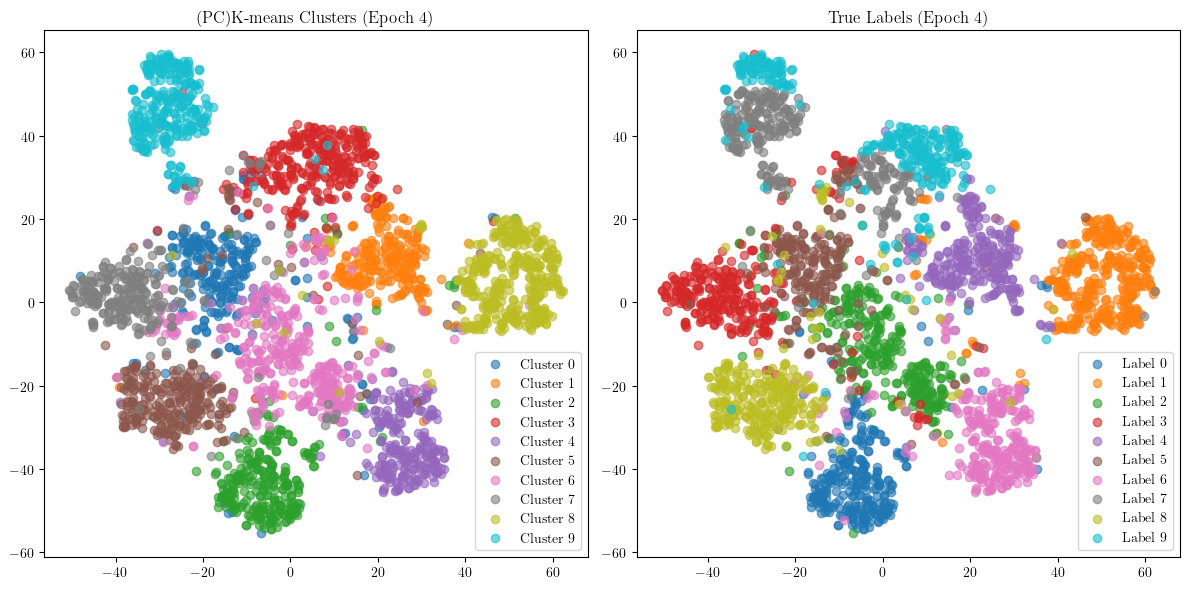 (PC)K-means Clusters (Epoch 4)
60
40
20
0
−20
−40
−60
−40
−20
0
20
40
60
Cluster 0
Cluster 1
Cluster 2
Cluster 3
Cluster 4
Cluster 5
Cluster 6
Cluster 7
Cluster 8
Cluster 9
True Labels (Epoch 4)
60
40
20
0
−20
−40
−60
−40
−20
0
20
40
60
Label 0
Label 1
Label 2
Label 3
Label 4
Label 5
Label 6
Label 7
Label 8
Label 9